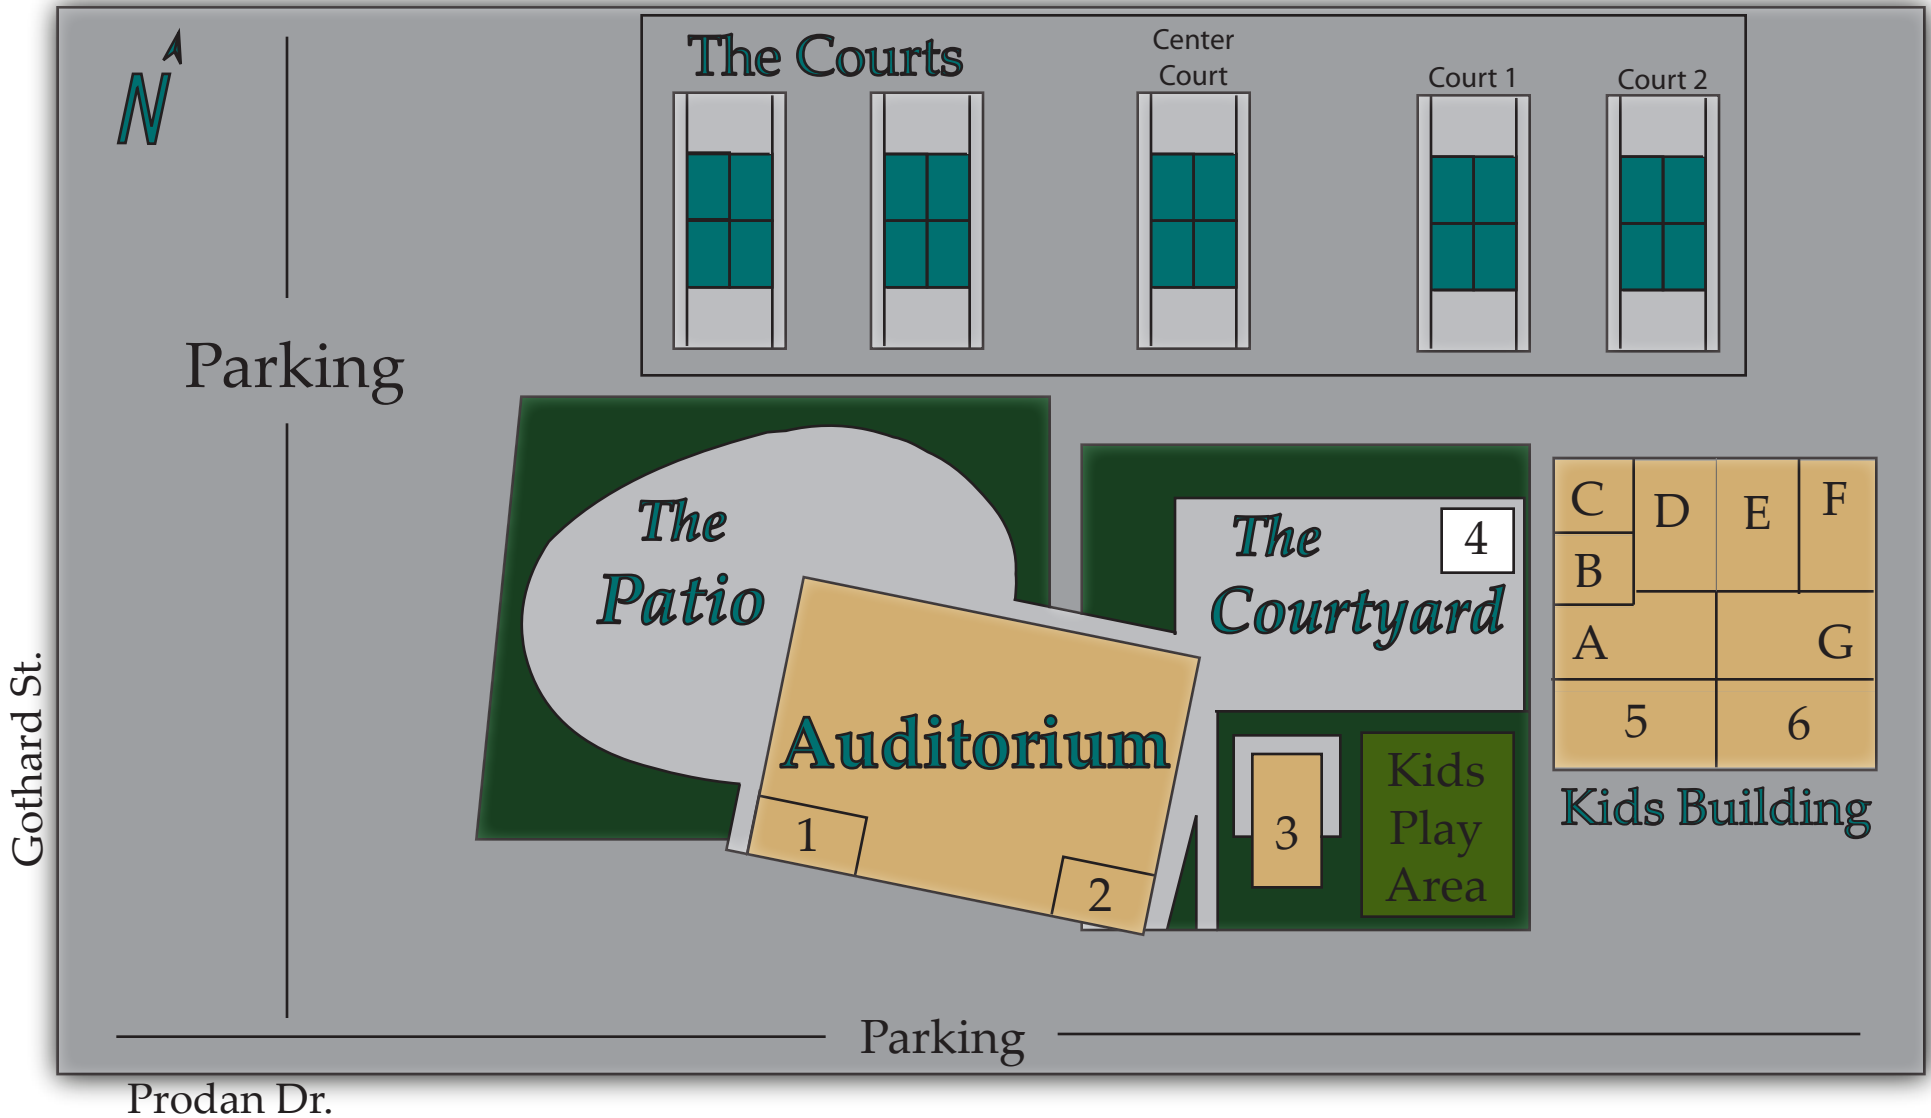 N
The Courts
Center
Court
Court 1
Court 2
Parking
The
Patio
The
Courtyard
4
C
D
E
F
B
A
G
5
6
Kids Building
Auditorium
1
2
3
Kids
Play
Area
Gothard St.
Parking
Prodan Dr.